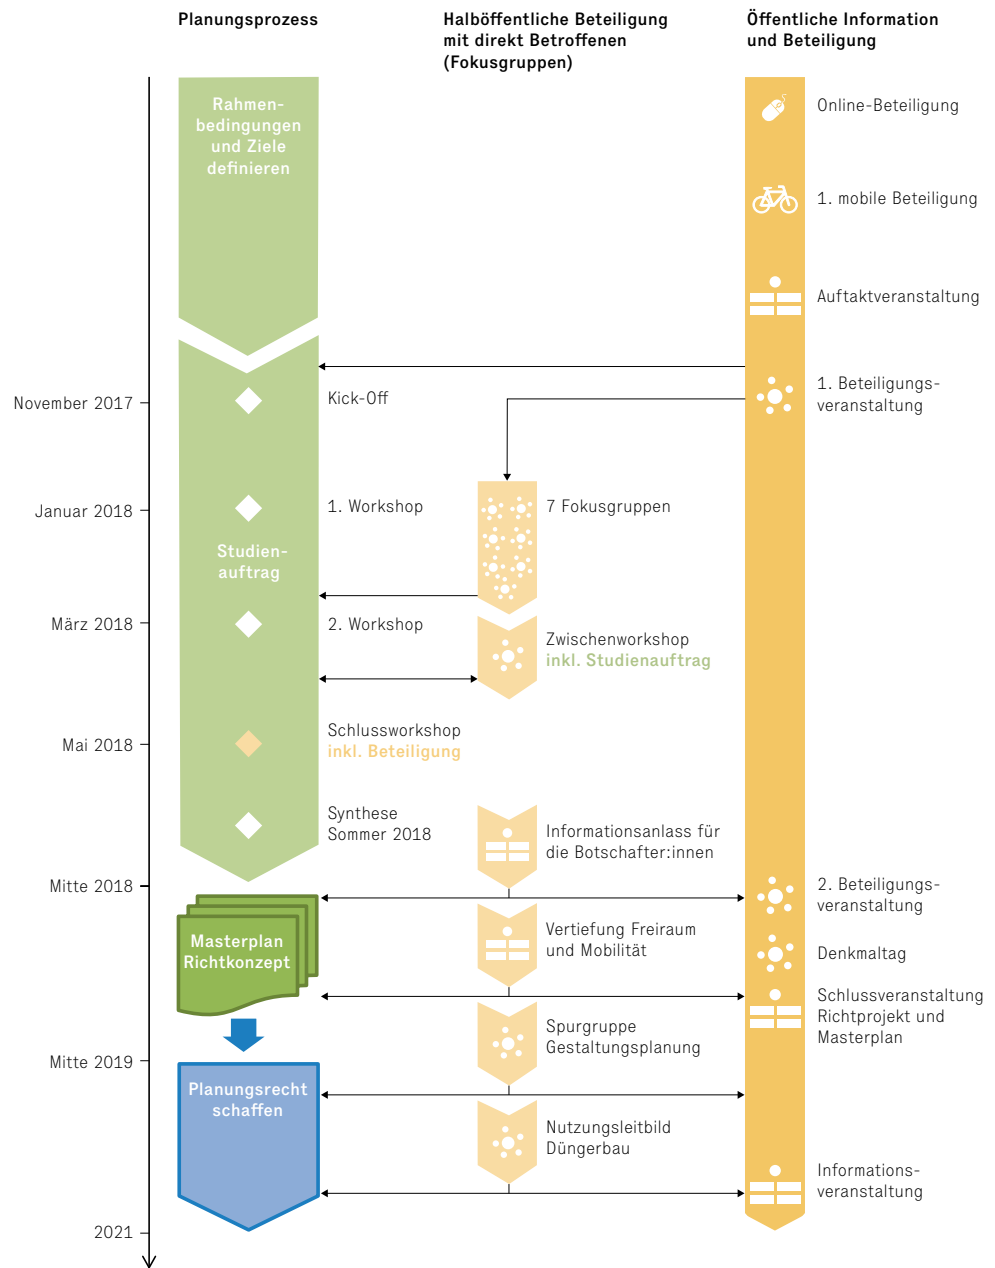 Planungsprozess
Halböffentliche Beteiligung
mit direkt Betroffenen
(Fokusgruppen)
Öffentliche Information
und Beteiligung
Rahmen-
bedingungen
und Ziele
definieren
Online-Beteiligung
1. mobile Beteiligung
Auftaktveranstaltung
November 2017
Kick-Off
1. Beteiligungs-
veranstaltung
Januar 2018
1. Workshop
7 Fokusgruppen
Studien-
auftrag
März 2018
2. Workshop
Zwischenworkshop
inkl. Studienauftrag
Mai 2018
Schlussworkshop
inkl. Beteiligung
Synthese
Sommer 2018
Informationsanlass für
die Botschafter:innen
Mitte 2018
2. Beteiligungs-
veranstaltung
Masterplan
Richtkonzept
Vertiefung Freiraum
und Mobilität
Denkmaltag
Schlussveranstaltung
Richtprojekt und
Masterplan
Spurgruppe
Gestaltungsplanung
Mitte 2019
Planungsrecht
schaffen
Nutzungsleitbild
Düngerbau
Informations-
veranstaltung
2021